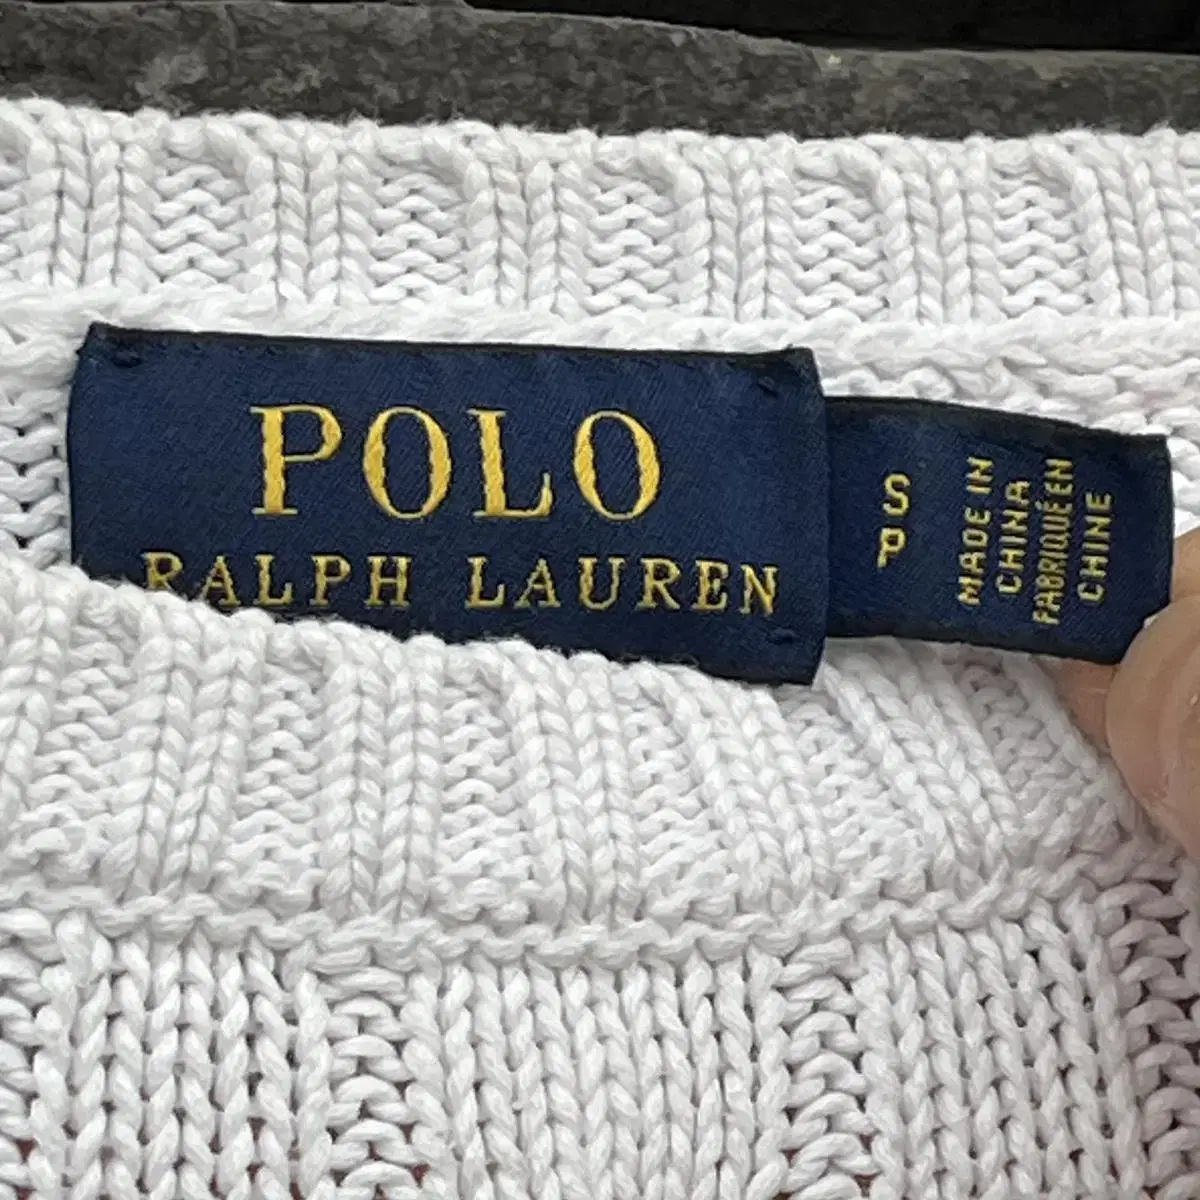 POLO
RALPH LAUREN
S
P
MADE IN
CHINA
FABRIQUÉ EN
CHINE